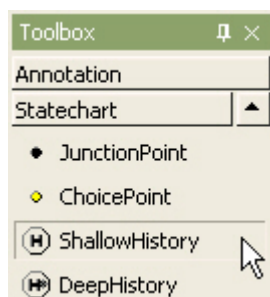 Toolbox
Annotation
Statechart
JunctionPoint
ChoicePoint
H ShallowHistory
H* DeepHistory